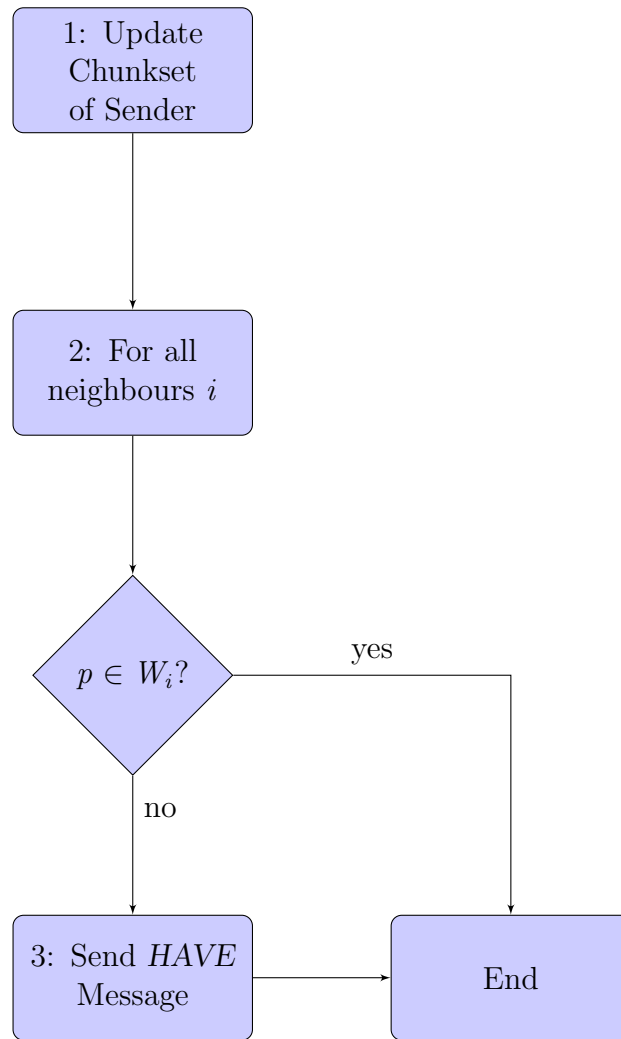 1: Update
Chunkset
of Sender
2: For all
neighbours i
p ∈ W_i?
yes
no
3: Send HAVE
Message
End